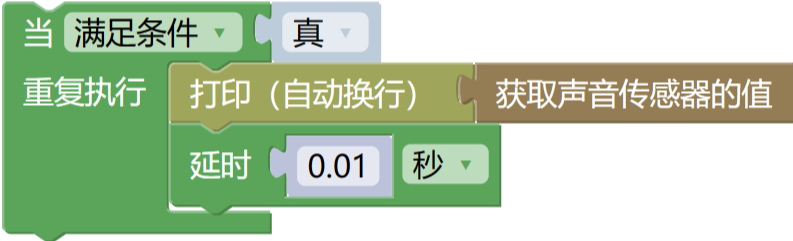 当 满足条件 真
重复执行 打印（自动换行） 获取声音传感器的值
延时 0.01 秒